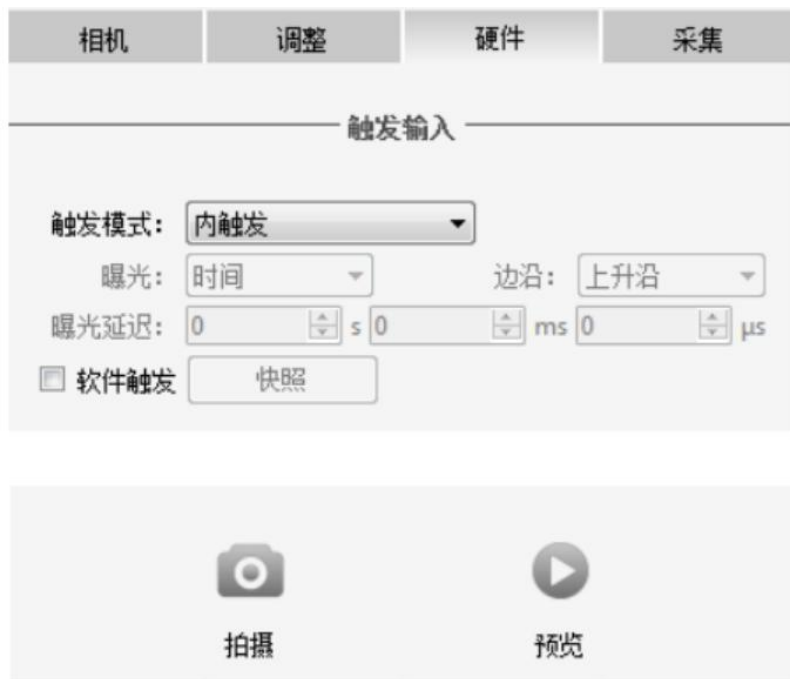 相机 调整 硬件 采集
触发输入
触发模式: 内触发
曝光: 时间 边沿: 上升沿
曝光延迟: 0 s 0 ms 0 µs
软件触发 快照
拍摄 预览